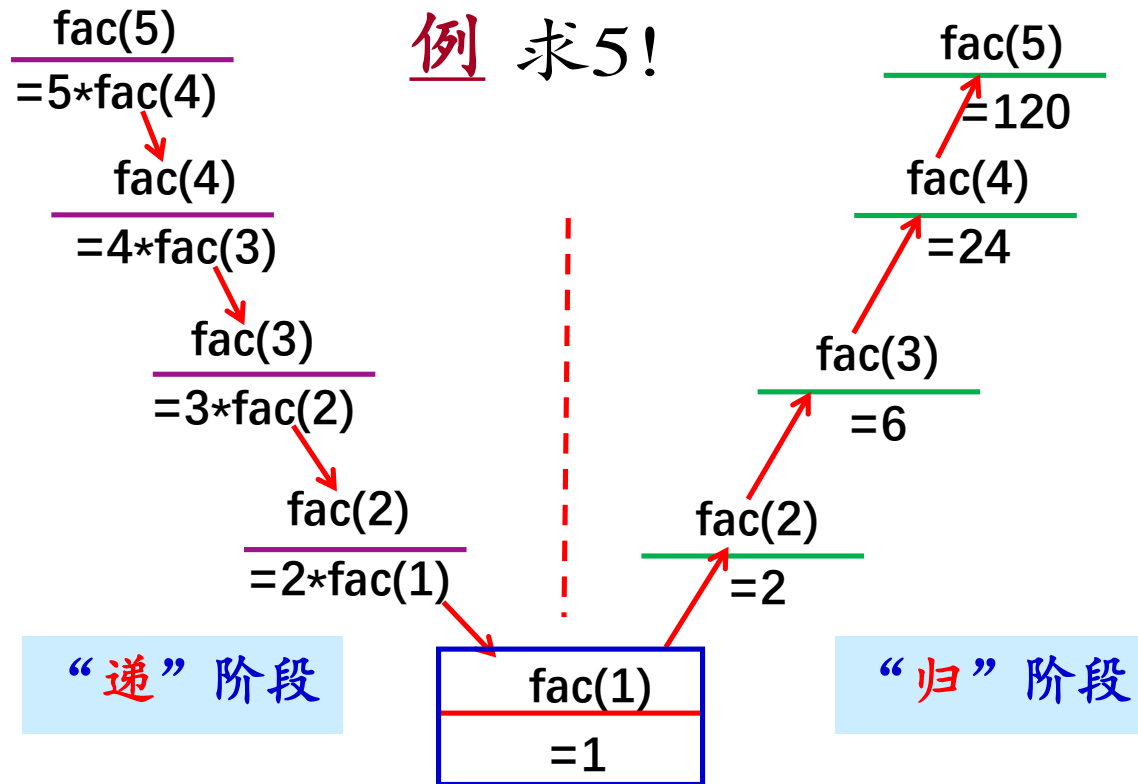 例 求5!
fac(5)
=5*fac(4)
fac(4)
=4*fac(3)
fac(3)
=3*fac(2)
fac(2)
=2*fac(1)
“递”阶段
fac(1)
=1
fac(2)
=2
fac(3)
=6
fac(4)
=24
fac(5)
=120
“归”阶段